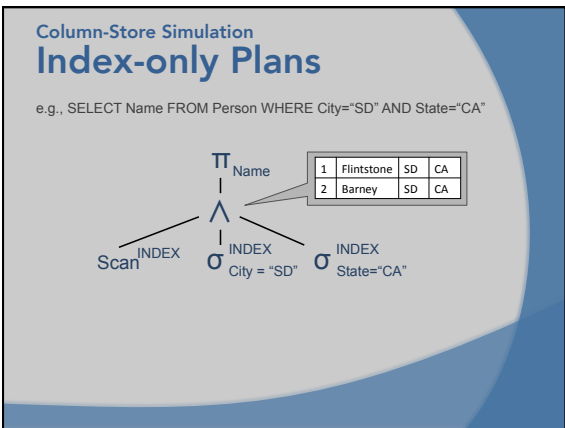 Column-Store Simulation
Index-only Plans
e.g., SELECT Name FROM Person WHERE City="SD" AND State="CA"
π Name
1 Flintstone SD CA
2 Barney SD CA
∧
Scan INDEX
σ INDEX City = “SD”
σ INDEX State=“CA”